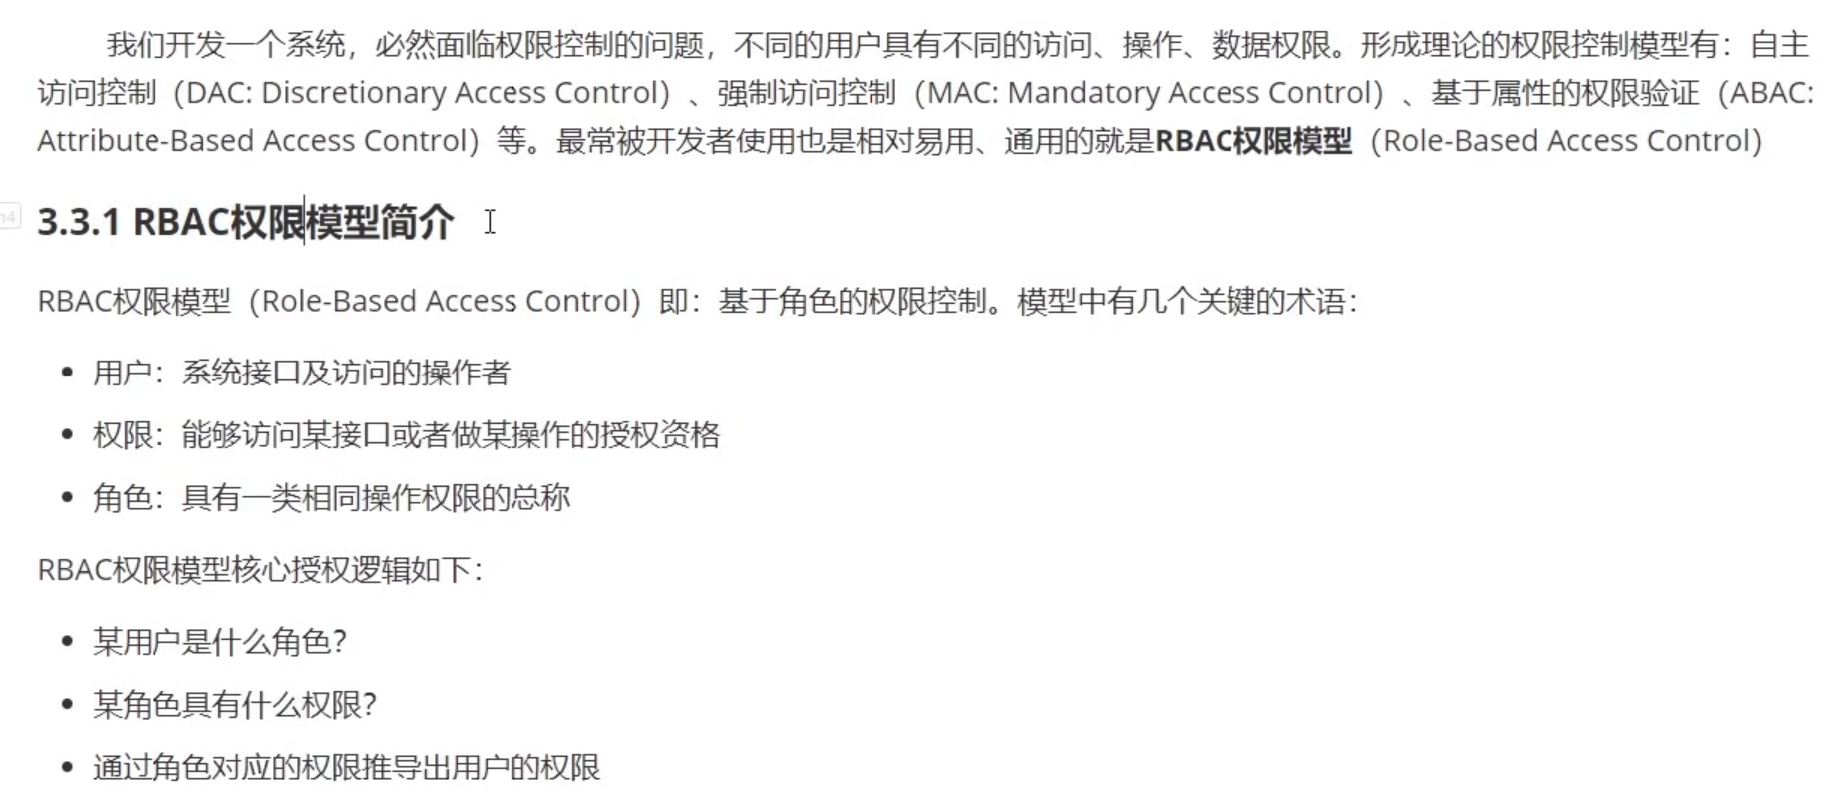 我们开发一个系统，必然面临权限控制的问题，不同的用户具有不同的访问、操作、数据权限。形成理论的权限控制模型有：自主
访问控制（DAC: Discretionary Access Control）、强制访问控制（MAC: Mandatory Access Control）、基于属性的权限验证（ABAC:
Attribute-Based Access Control）等。最常被开发者使用也是相对易用、通用的就是RBAC权限模型（Role-Based Access Control）
h4
3.3.1 RBAC权限模型简介
RBAC权限模型（Role-Based Access Control）即：基于角色的权限控制。模型中有几个关键的术语：
• 用户：系统接口及访问的操作者
• 权限：能够访问某接口或者做某操作的授权资格
• 角色：具有一类相同操作权限的总称
RBAC权限模型核心授权逻辑如下：
• 某用户是什么角色？
• 某角色具有什么权限？
• 通过角色对应的权限推导出用户的权限